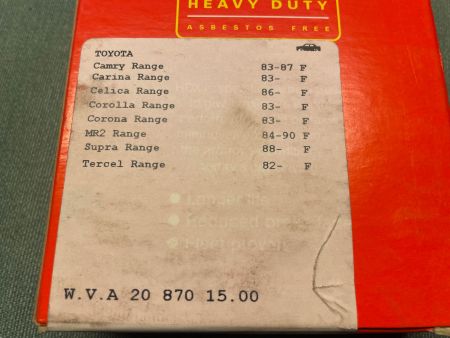 HEAVY DUTY
ASBESTOS FREE
TOYOTA
Camry Range 83-87 F
Carina Range 83- F
Celica Range 86- F
Corolla Range 83- F
Corona Range 83- F
MR2 Range 84-90 F
Supra Range 88- F
Tercel Range 82- F
Longer life
Reduced
Fleet proven
W.V.A 20 870 15.00